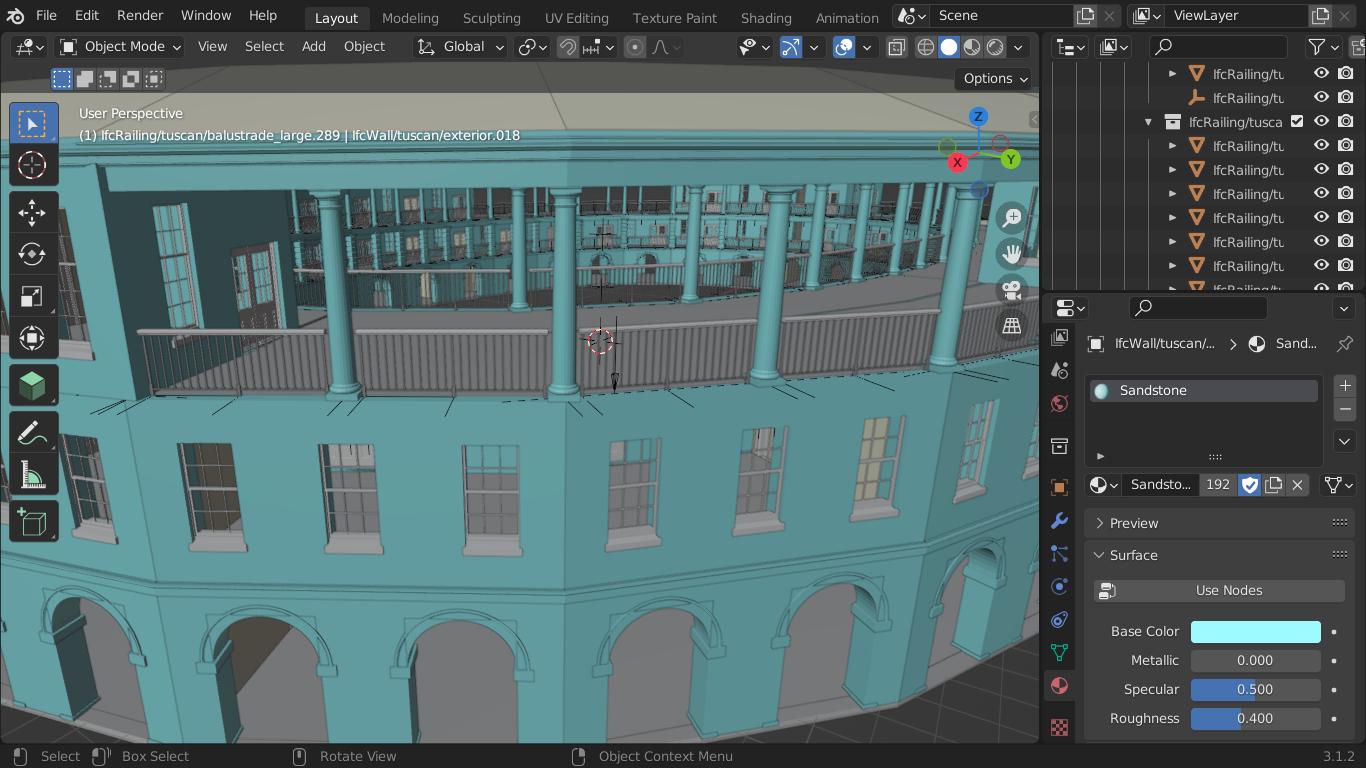 File Edit Render Window Help Layout Modeling Sculpting UV Editing Texture Paint Shading Animation Scene ViewLayer
Object Mode View Select Add Object Global
Options
User Perspective
(1) IfcRailing/tuscan/balustrade_large.289 | IfcWall/tuscan/exterior.018
Z
X
Y
IfcRailing/tu
IfcRailing/tu
IfcRailing/tusca
IfcRailing/tu
IfcRailing/tu
IfcRailing/tu
IfcRailing/tu
IfcRailing/tu
IfcRailing/tu
IfcWall/tuscan/... Sand...
Sandstone
Sandsto... 192
Preview
Surface
Use Nodes
Base Color
Metallic 0.000
Specular 0.500
Roughness 0.400
Select Box Select Rotate View Object Context Menu 3.1.2